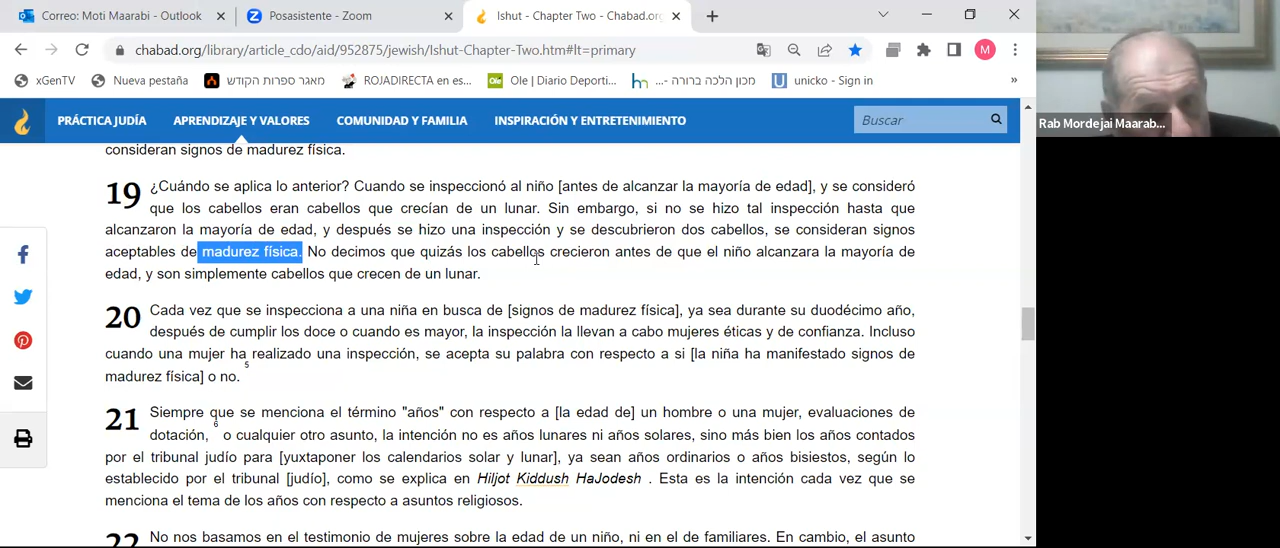 Correo: Moti Maarabi - Outlook
Posasistente - Zoom
Ishut - Chapter Two - Chabad.org
chabad.org/library/article_cdo/aid/952875/jewish/Ishut-Chapter-Two.htm#lt=primary
M
xGenTV
Nueva pestaña
מאגר ספרות הקודש
ROJADIRECTA en es...
Ole | Diario Deporti...
מכון הלכה ברורה -...
unicko - Sign in
PRÁCTICA JUDÍA
APRENDIZAJE Y VALORES
COMUNIDAD Y FAMILIA
INSPIRACIÓN Y ENTRETENIMIENTO
Buscar
Rab Mordejai Maarab...
consideran signos de madurez física.
19 ¿Cuándo se aplica lo anterior? Cuando se inspeccionó al niño [antes de alcanzar la mayoría de edad], y se consideró
que los cabellos eran cabellos que crecían de un lunar. Sin embargo, si no se hizo tal inspección hasta que
alcanzaron la mayoría de edad, y después se hizo una inspección y se descubrieron dos cabellos, se consideran signos
aceptables de madurez física. No decimos que quizás los cabellos crecieron antes de que el niño alcanzara la mayoría de
edad, y son simplemente cabellos que crecen de un lunar.
20 Cada vez que se inspecciona a una niña en busca de [signos de madurez física], ya sea durante su duodécimo año,
después de cumplir los doce o cuando es mayor, la inspección la llevan a cabo mujeres éticas y de confianza. Incluso
cuando una mujer ha realizado una inspección, se acepta su palabra con respecto a si [la niña ha manifestado signos de
madurez física] o no. 5
21 Siempre que se menciona el término "años" con respecto a [la edad de] un hombre o una mujer, evaluaciones de
dotación, 6 o cualquier otro asunto, la intención no es años lunares ni años solares, sino más bien los años contados
por el tribunal judío para [yuxtaponer los calendarios solar y lunar], ya sean años ordinarios o años bisiestos, según lo
establecido por el tribunal [judío], como se explica en Hiljot Kiddush HaJodesh . Esta es la intención cada vez que se
menciona el tema de los años con respecto a asuntos religiosos.
22 No nos basamos en el testimonio de mujeres sobre la edad de un niño, ni en el de familiares. En cambio, el asunto